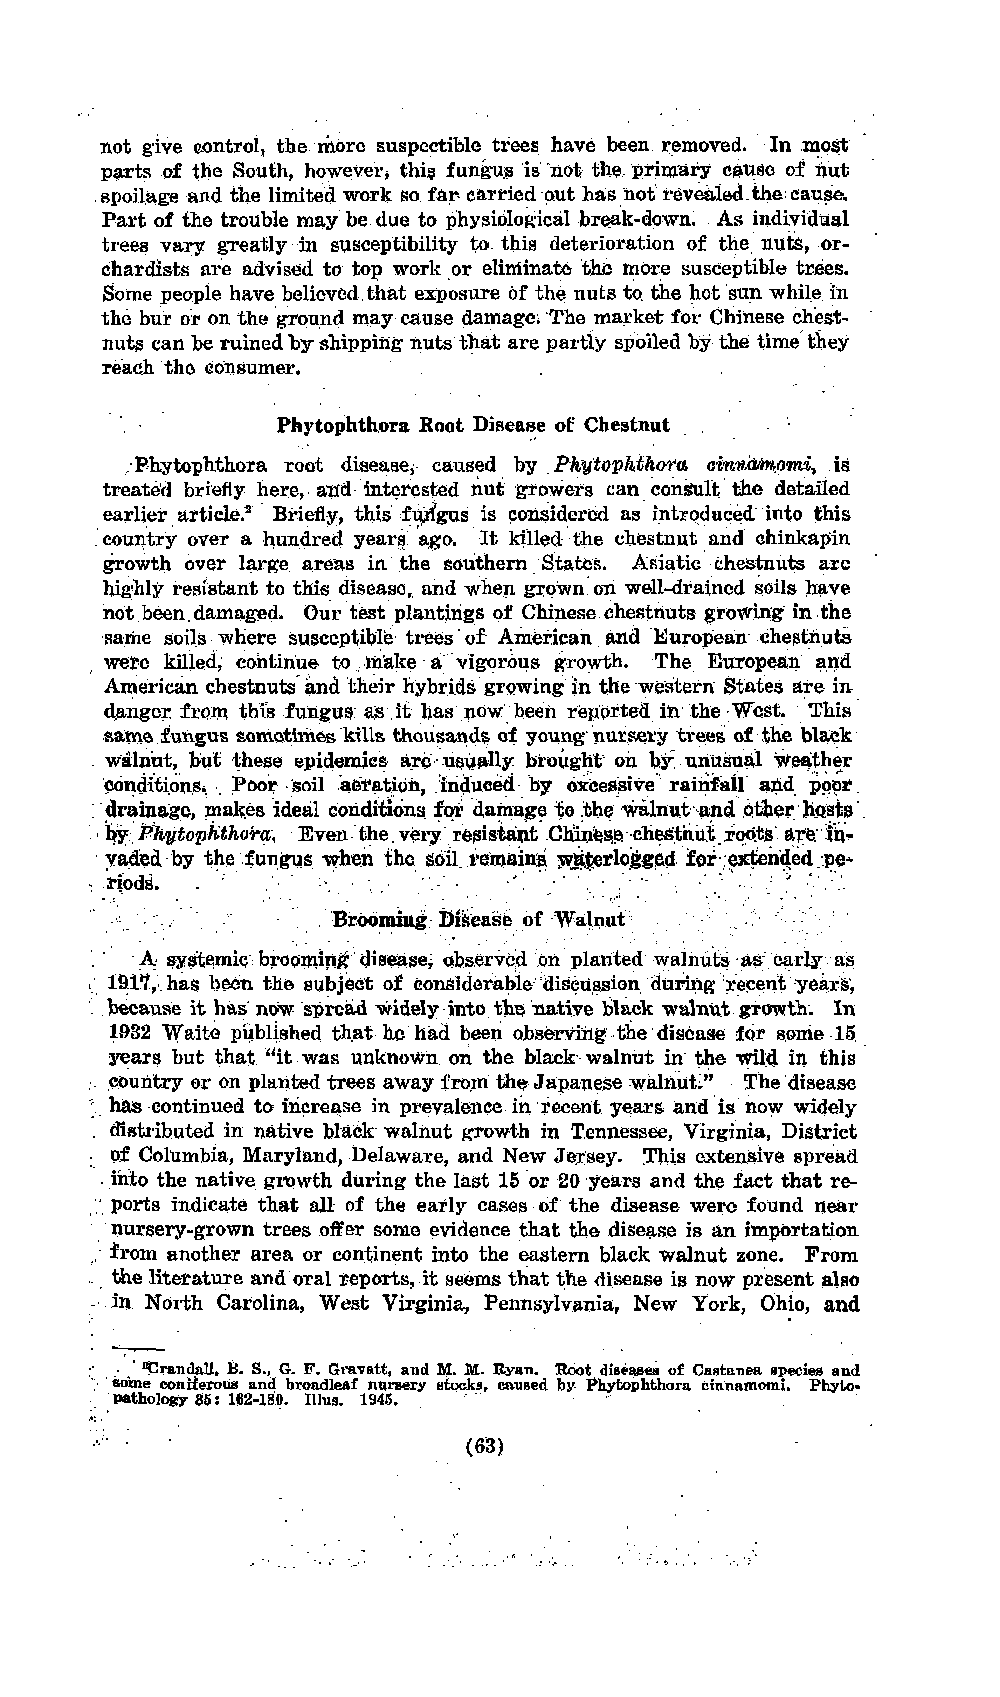 not give control, the more suspectible trees have been removed. In most
parts of the South, however, this fungus is not the primary cause of nut
spoilage and the limited work so far carried out has not revealed the cause.
Part of the trouble may be due to physiological break-down. As individual
trees vary greatly in susceptibility to this deterioration of the nuts, or-
chardists are advised to top work or eliminate the more susceptible trees.
Some people have believed that exposure of the nuts to the hot sun while in
the bur or on the ground may cause damage. The market for Chinese chest-
nuts can be ruined by shipping nuts that are partly spoiled by the time they
reach the consumer.
Phytophthora Root Disease of Chestnut
Phytophthora root disease, caused by Phytophthora cinnamomi, is
treated briefly here, and interested nut growers can consult the detailed
earlier article.² Briefly, this fungus is considered as introduced into this
country over a hundred years ago. It killed the chestnut and chinkapin
growth over large areas in the southern States. Asiatic chestnuts are
highly resistant to this disease, and when grown on well-drained soils have
not been damaged. Our test plantings of Chinese chestnuts growing in the
same soils where susceptible trees of American and European chestnuts
were killed, continue to make a vigorous growth. The European and
American chestnuts and their hybrids growing in the western States are in
danger from this fungus as it has now been reported in the West. This
same fungus sometimes kills thousands of young nursery trees of the black
walnut, but these epidemics are usually brought on by unusual weather
conditions. Poor soil aeration, induced by excessive rainfall and poor
drainage, makes ideal conditions for damage to the walnut and other hosts
by Phytophthora. Even the very resistant Chinese chestnut roots are in-
vaded by the fungus when the soil remains waterlogged for extended pe-
riods.
Brooming Disease of Walnut
A systemic brooming disease, observed on planted walnuts as early as
1917, has been the subject of considerable discussion during recent years,
because it has now spread widely into the native black walnut growth. In
1932 Waite published that he had been observing the disease for some 15
years but that "it was unknown on the black walnut in the wild in this
country or on planted trees away from the Japanese walnut." The disease
has continued to increase in prevalence in recent years and is now widely
distributed in native black walnut growth in Tennessee, Virginia, District
of Columbia, Maryland, Delaware, and New Jersey. This extensive spread
into the native growth during the last 15 or 20 years and the fact that re-
ports indicate that all of the early cases of the disease were found near
nursery-grown trees offer some evidence that the disease is an importation
from another area or continent into the eastern black walnut zone. From
the literature and oral reports, it seems that the disease is now present also
in North Carolina, West Virginia, Pennsylvania, New York, Ohio, and
²Crandall, B. S., G. F. Gravatt, and M. M. Ryan. Root diseases of Castanea species and
some coniferous and broadleaf nursery stocks, caused by Phytophthora cinnamomi. Phyto-
pathology 35: 162-180. Illus. 1945.
(63)